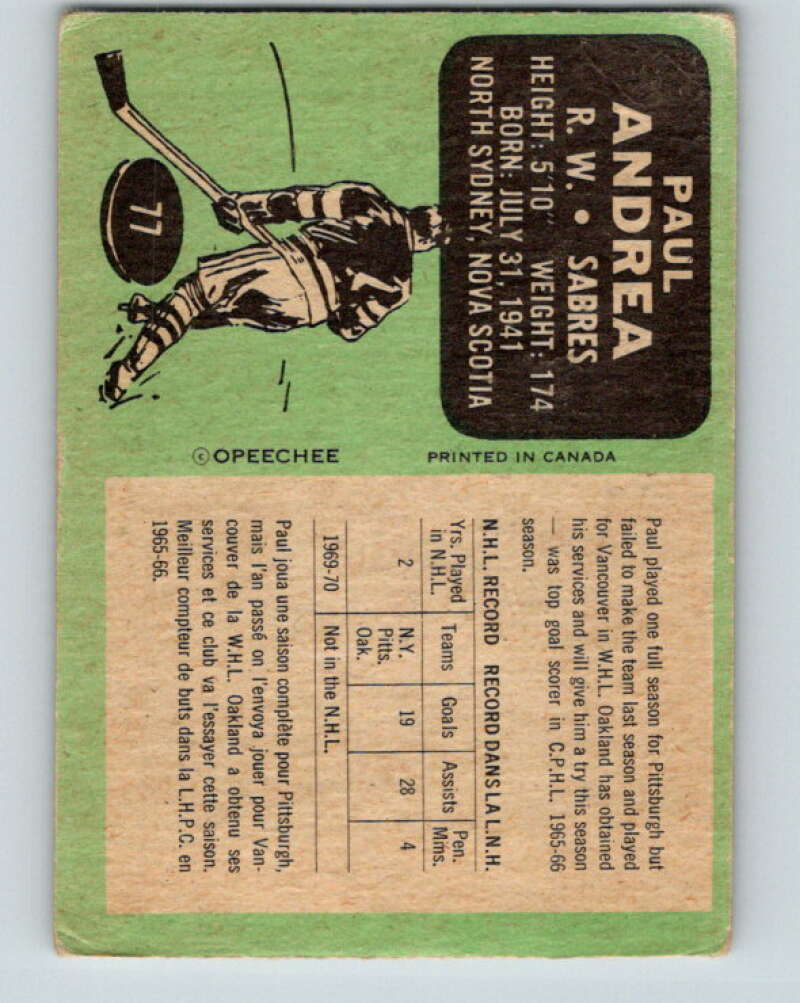 PAUL
ANDREA
R. W. • SABRES
HEIGHT: 5'10" WEIGHT: 174
BORN: JULY 31, 1941
NORTH SYDNEY, NOVA SCOTIA
77
© OPEECHEE
PRINTED IN CANADA
Paul played one full season for Pittsburgh but
failed to make the team last season and played
for Vancouver in W.H.L. Oakland has obtained
his services and will give him a try this season
— was top goal scorer in C.P.H.L. 1965-66
season.
N.H.L. RECORD RECORD DANS LA L.N.H.
Yrs. Played in N.H.L. Teams Goals Assists Pen. Mins.
2 N.Y. Pitts. Oak. 19 28 4
1969-70 Not in the N.H.L.
Paul joua une saison complète pour Pittsburgh,
mais l'an passé on l'envoya jouer pour Van-
couver de la W.H.L. Oakland a obtenu ses
services et ce club va l'essayer cette saison.
Meilleur compteur de buts dans la L.H.P.C. en
1965-66.